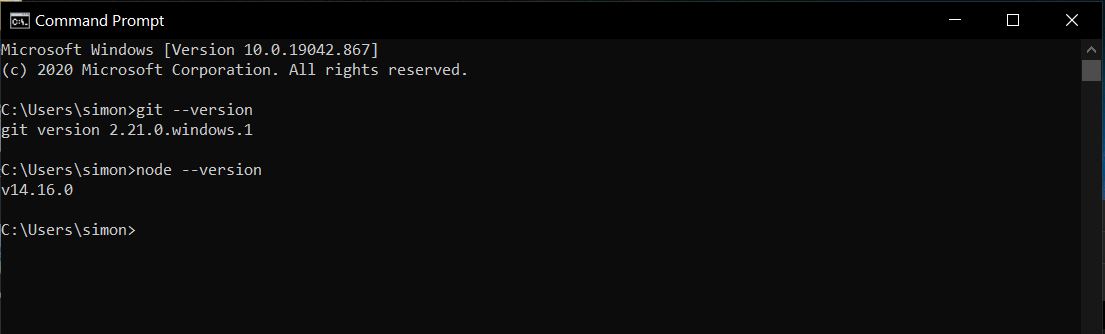 Command Prompt
Microsoft Windows [Version 10.0.19042.867]
(c) 2020 Microsoft Corporation. All rights reserved.
C:\Users\simon>git --version
git version 2.21.0.windows.1
C:\Users\simon>node --version
v14.16.0
C:\Users\simon>